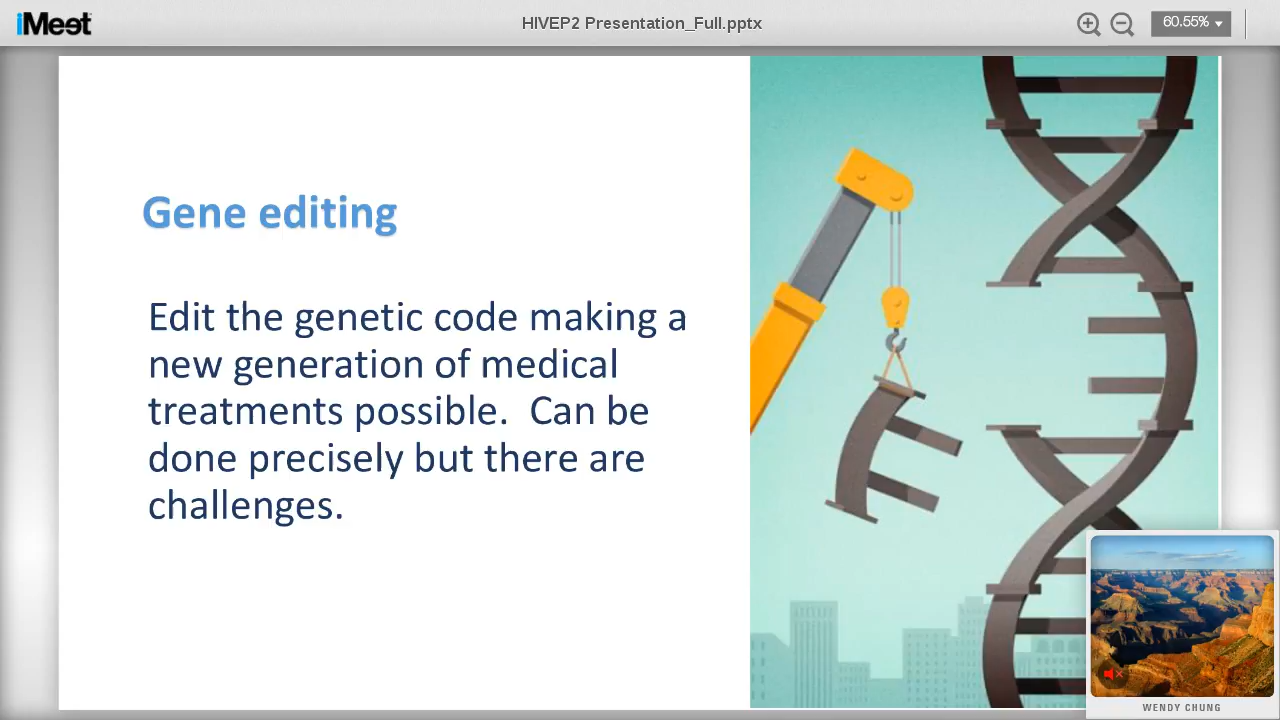 iMeet
HIVEP2 Presentation_Full.pptx
60.55%
Gene editing
Edit the genetic code making a
new generation of medical
treatments possible.  Can be
done precisely but there are
challenges.
WENDY CHUNG